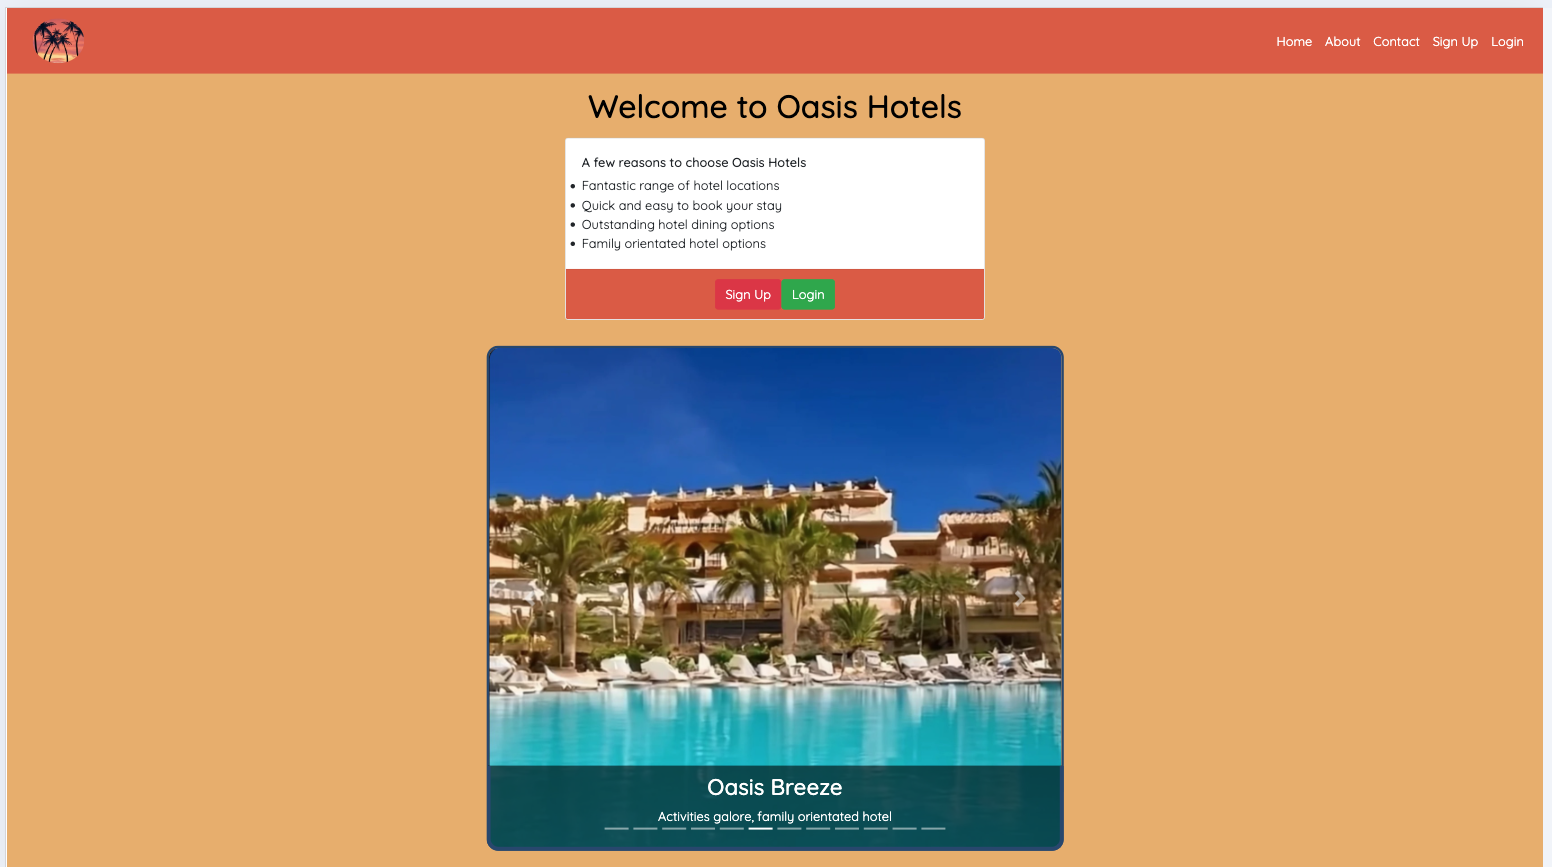 Home About Contact Sign Up Login
Welcome to Oasis Hotels
A few reasons to choose Oasis Hotels
Fantastic range of hotel locations
Quick and easy to book your stay
Outstanding hotel dining options
Family orientated hotel options
Sign Up Login
Oasis Breeze
Activities galore, family orientated hotel